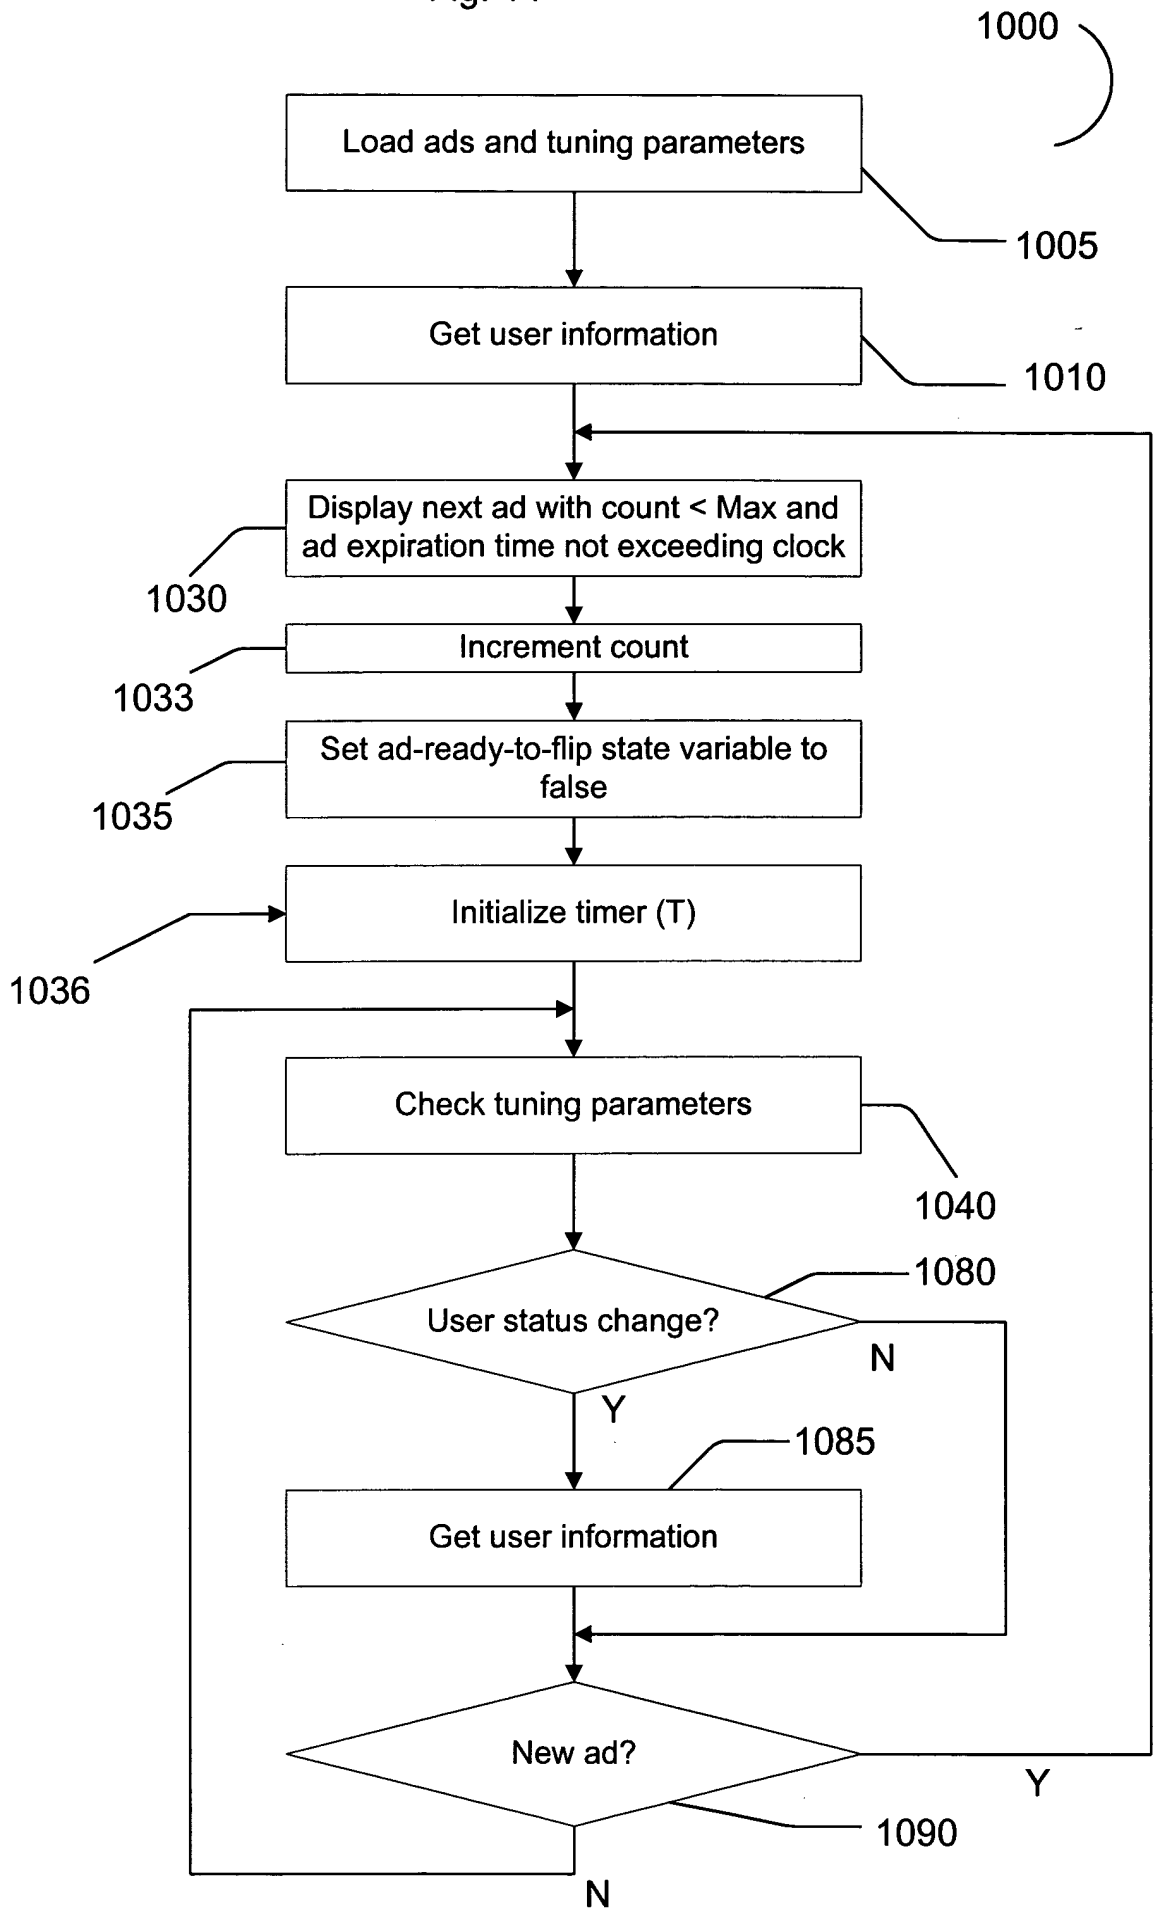 1000
Load ads and tuning parameters
1005
Get user information
1010
Display next ad with count < Max and
ad expiration time not exceeding clock
1030
Increment count
1033
Set ad-ready-to-flip state variable to
false
1035
Initialize timer (T)
1036
Check tuning parameters
1040
1080
User status change?
N
Y
1085
Get user information
New ad?
Y
1090
N